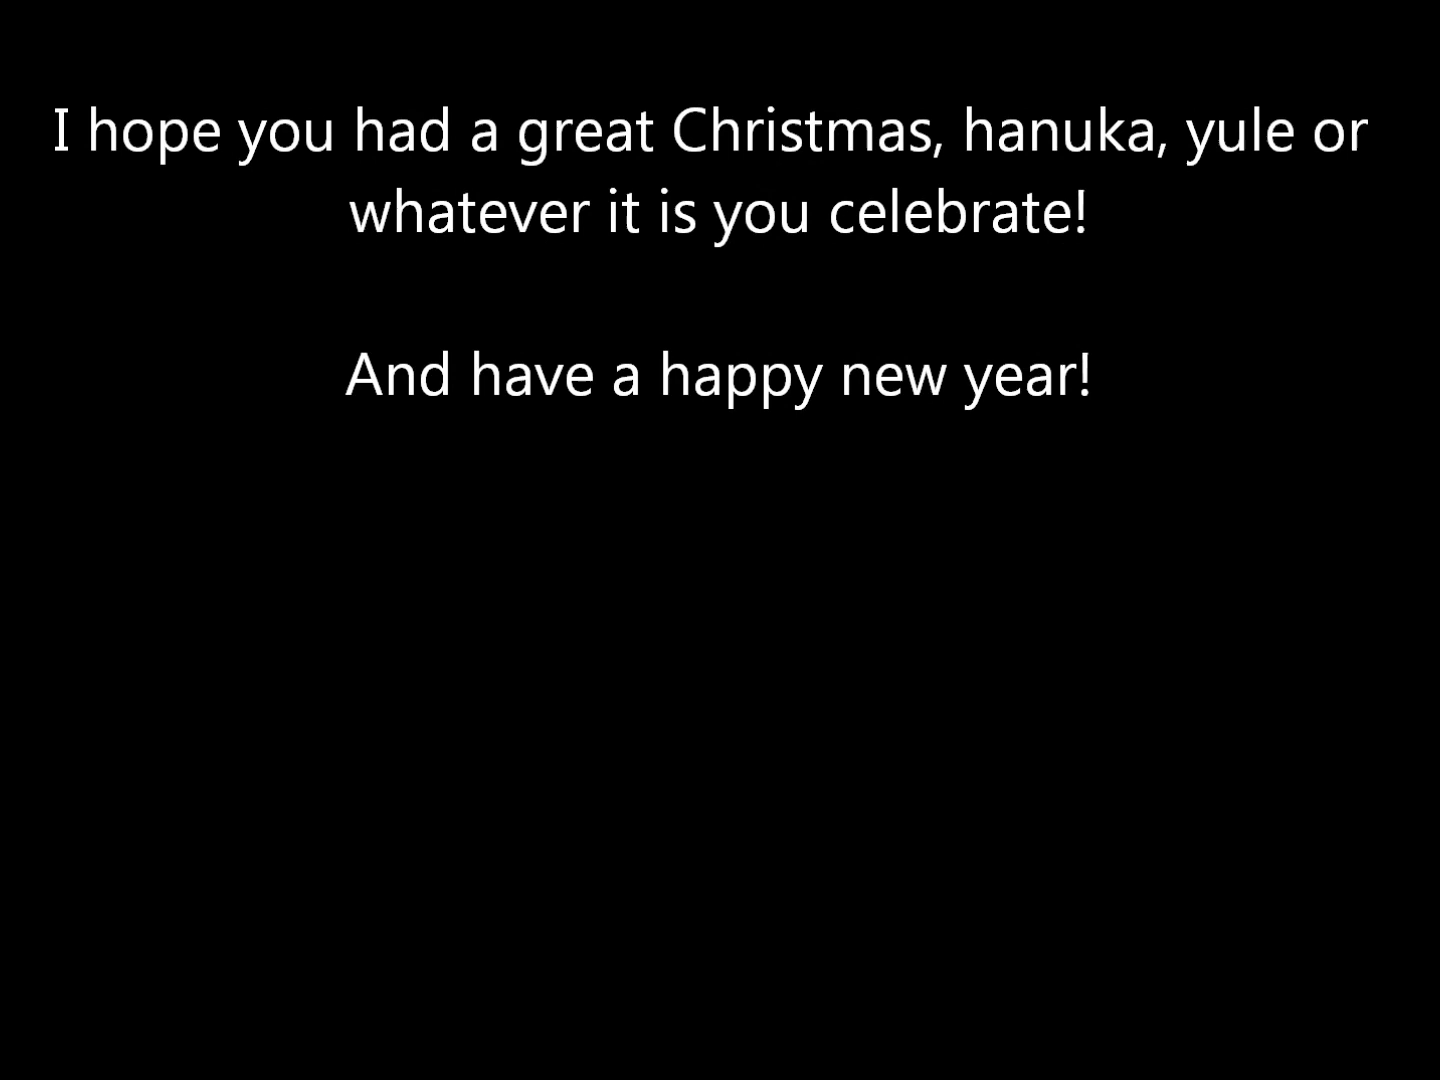 I hope you had a great Christmas, hanuka, yule or
whatever it is you celebrate!
And have a happy new year!